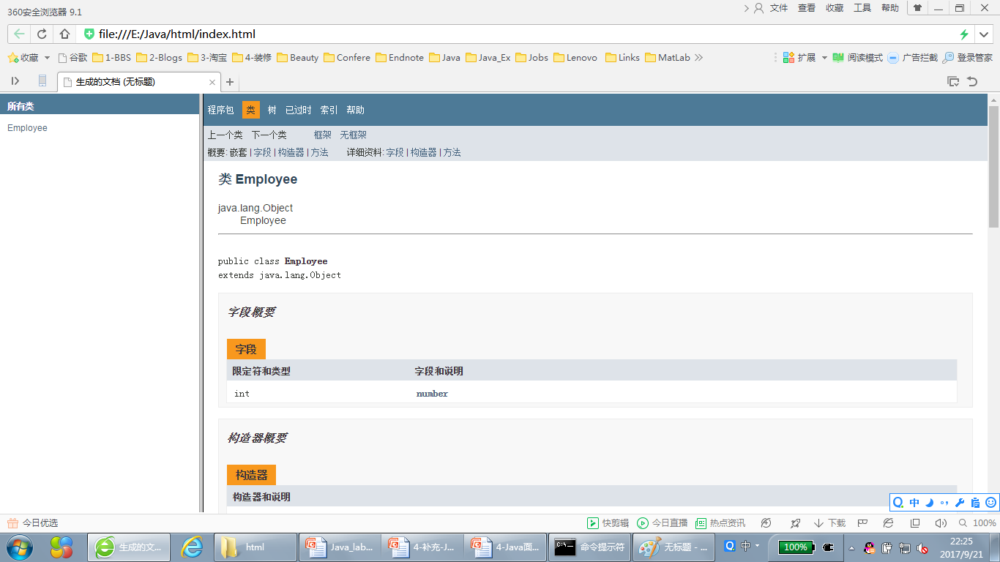 360安全浏览器 9.1
文件 查看 收藏 工具 帮助
file:///E:/Java/html/index.html
收藏 谷歌 1-BBS 2-Blogs 3-淘宝 4-装修 Beauty Confere Endnote Java Java_Ex Jobs Lenovo Links MatLab 扩展 阅读模式 广告拦截 登录管家
生成的文档 (无标题)
所有类
Employee
程序包 类 树 已过时 索引 帮助
上一个类 下一个类 框架 无框架
概要: 嵌套 | 字段 | 构造器 | 方法 详细资料: 字段 | 构造器 | 方法
类 Employee
java.lang.Object
Employee
public class Employee
extends java.lang.Object
字段概要
字段
限定符和类型 字段和说明
int number
构造器概要
构造器
构造器和说明
中
今日优选 快剪辑 今日直播 热点资讯 下载 100%
生成的文... html Java_lab... 4-补充-J... 4-Java面... 命令提示符 无标题 - ... 中 100%
22:25
2017/9/21